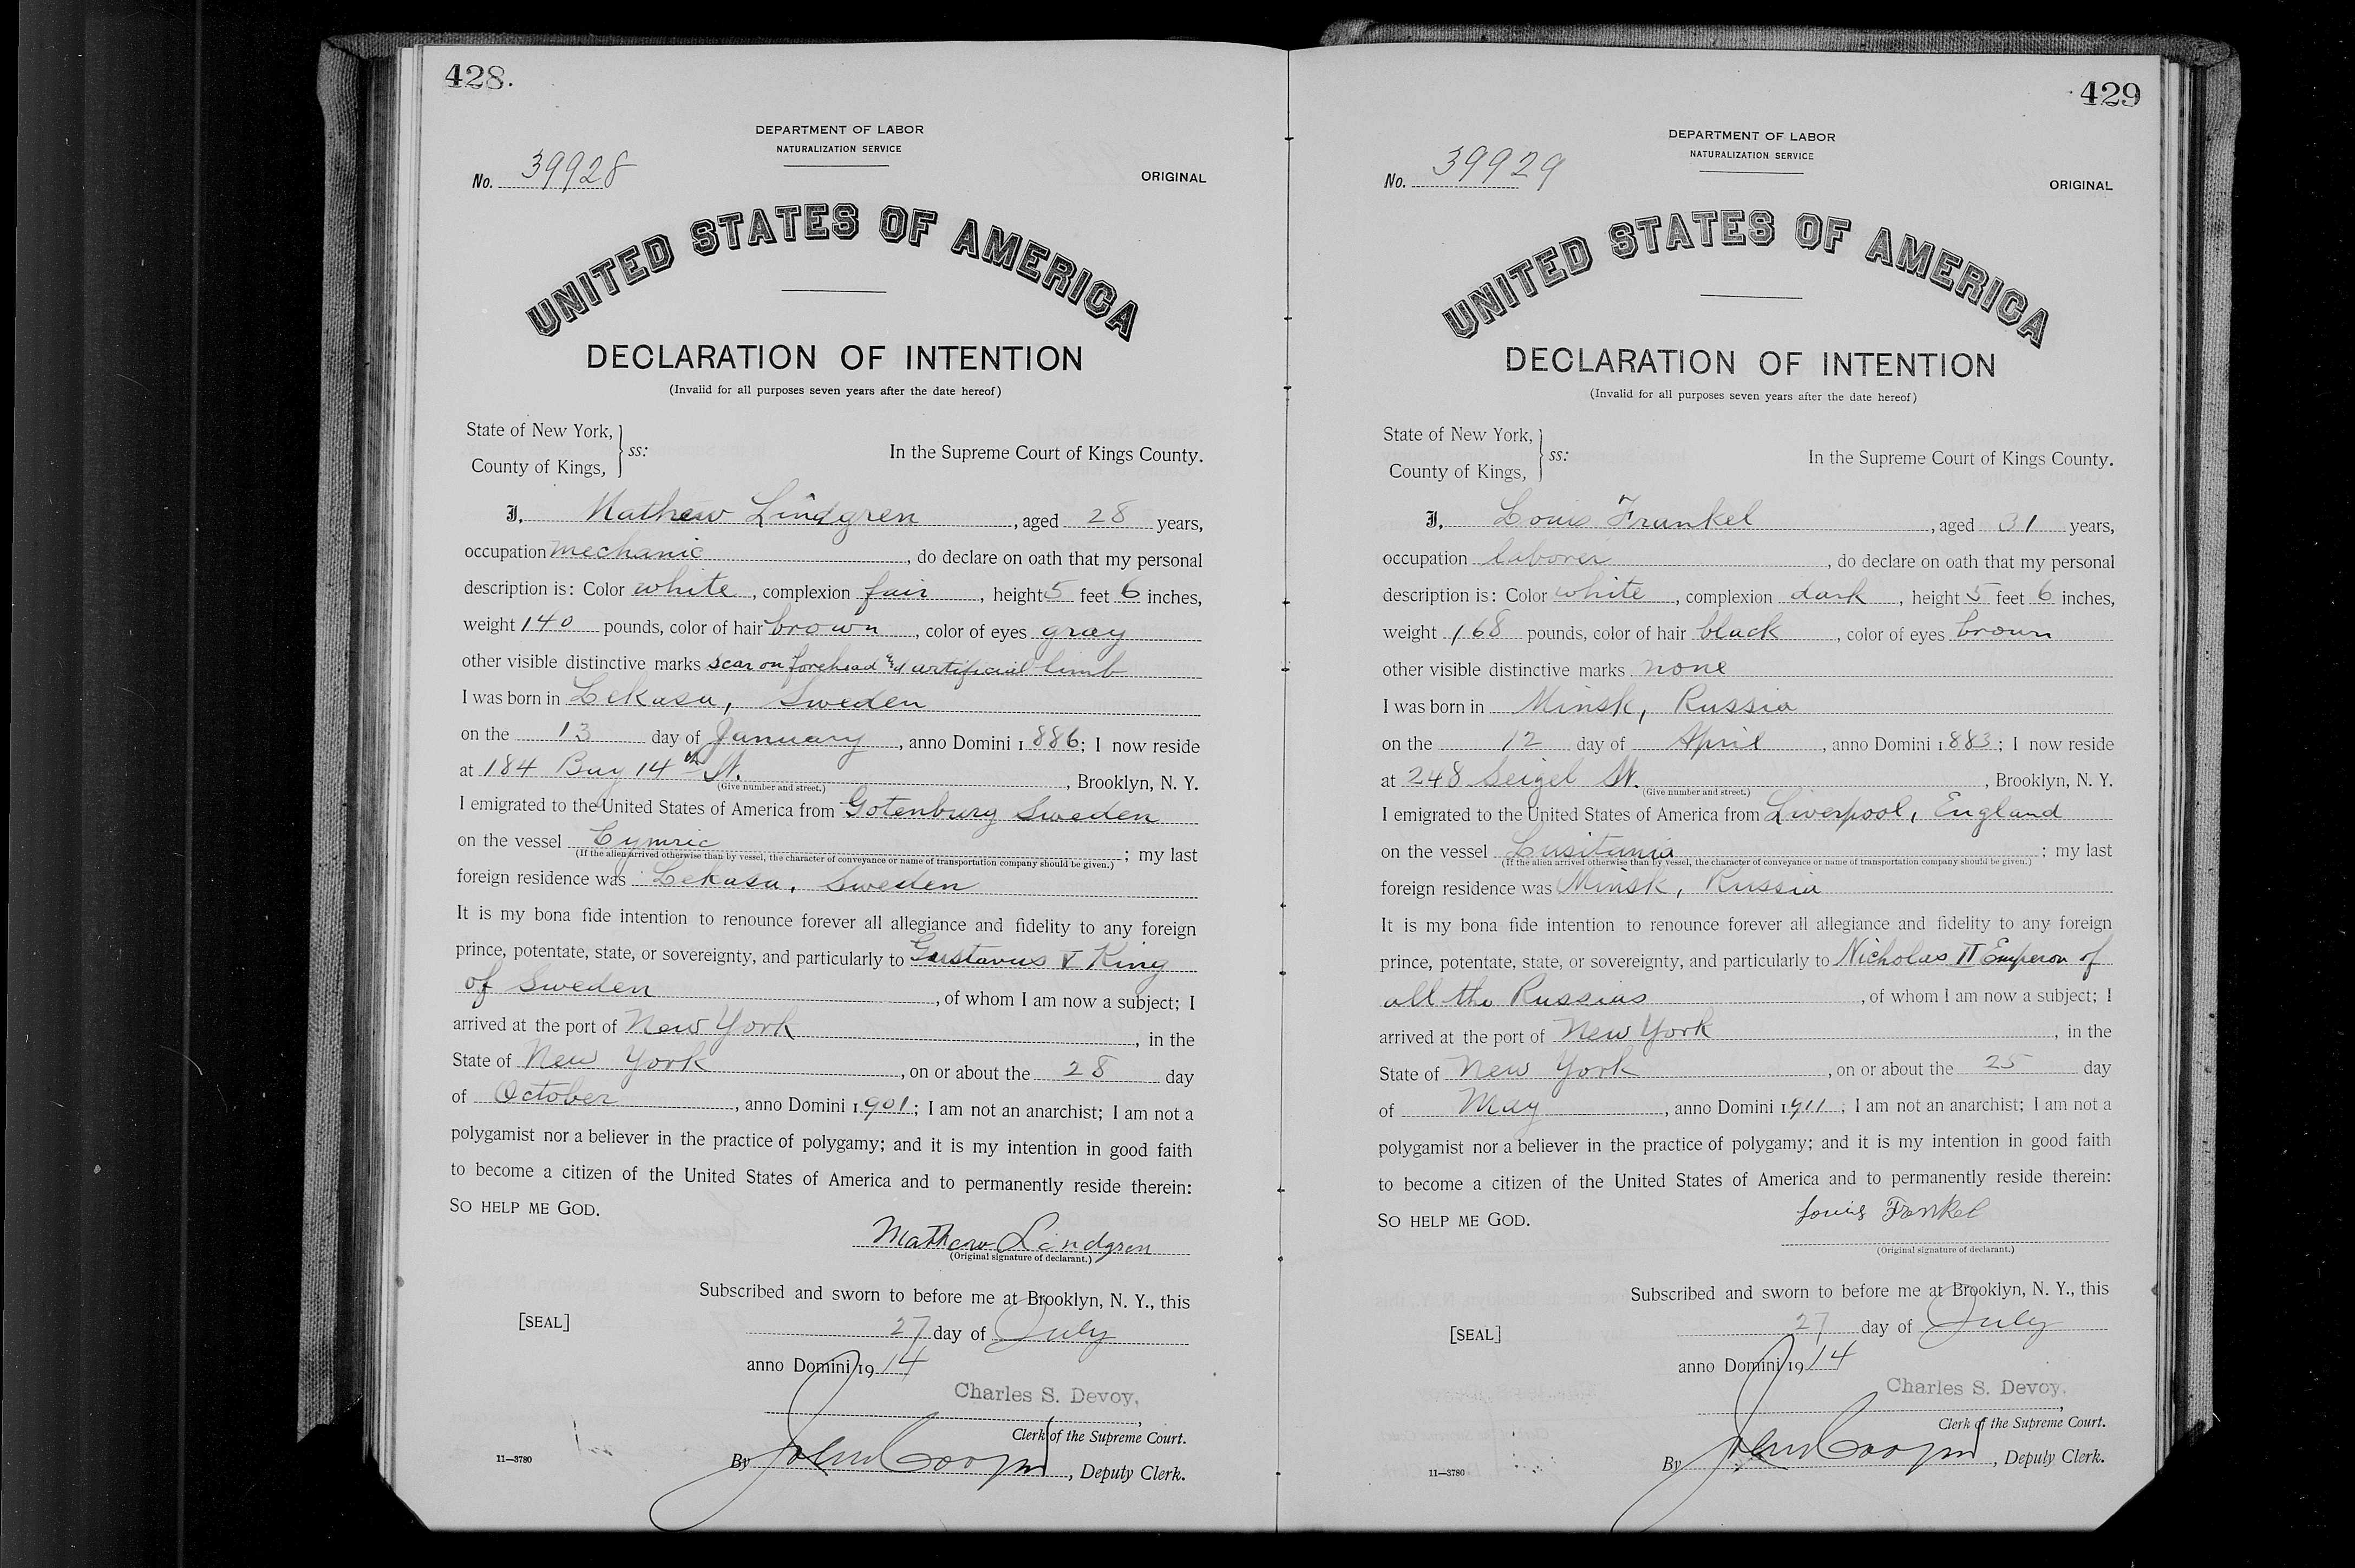 428.
DEPARTMENT OF LABOR
NATURALIZATION SERVICE
No. 39928
ORIGINAL
UNITED STATES OF AMERICA
DECLARATION OF INTENTION
(Invalid for all purposes seven years after the date hereof)
State of New York,
County of Kings,
ss:
In the Supreme Court of Kings County.
I, Mathew Lindgren, aged 28 years,
occupation mechanic, do declare on oath that my personal
description is: Color white, complexion fair, height 5 feet 6 inches,
weight 140 pounds, color of hair brown, color of eyes gray
other visible distinctive marks scar on forehead & artificial limb
I was born in Lekasa, Sweden
on the 13 day of January, anno Domini 1886; I now reside
at 184 Bay 14th St., Brooklyn, N. Y.
(Give number and street.)
I emigrated to the United States of America from Gotenburg Sweden
on the vessel Cymric; my last
(If the alien arrived otherwise than by vessel, the character of conveyance or name of transportation company should be given.)
foreign residence was Lekasa, Sweden
It is my bona fide intention to renounce forever all allegiance and fidelity to any foreign
prince, potentate, state, or sovereignty, and particularly to Gustavus V King
of Sweden, of whom I am now a subject; I
arrived at the port of New York, in the
State of New York, on or about the 28 day
of October, anno Domini 1901; I am not an anarchist; I am not a
polygamist nor a believer in the practice of polygamy; and it is my intention in good faith
to become a citizen of the United States of America and to permanently reside therein:
SO HELP ME GOD.
Mathew Lindgren
(Original signature of declarant.)
Subscribed and sworn to before me at Brooklyn, N. Y., this
[SEAL]
27 day of July
anno Domini 1914
Charles S. Devoy,
Clerk of the Supreme Court.
11—3780
By John Cooper, Deputy Clerk.
429
DEPARTMENT OF LABOR
NATURALIZATION SERVICE
No. 39929
ORIGINAL
UNITED STATES OF AMERICA
DECLARATION OF INTENTION
(Invalid for all purposes seven years after the date hereof)
State of New York,
County of Kings,
ss:
In the Supreme Court of Kings County.
I, Louis Frunkel, aged 31 years,
occupation laborer, do declare on oath that my personal
description is: Color white, complexion dark, height 5 feet 6 inches,
weight 168 pounds, color of hair black, color of eyes brown
other visible distinctive marks none
I was born in Minsk, Russia
on the 12 day of April, anno Domini 1883; I now reside
at 248 Seigel St., Brooklyn, N. Y.
(Give number and street.)
I emigrated to the United States of America from Liverpool, England
on the vessel Lusitania; my last
(If the alien arrived otherwise than by vessel, the character of conveyance or name of transportation company should be given.)
foreign residence was Minsk, Russia
It is my bona fide intention to renounce forever all allegiance and fidelity to any foreign
prince, potentate, state, or sovereignty, and particularly to Nicholas II Emperor of
all the Russias, of whom I am now a subject; I
arrived at the port of New York, in the
State of New York, on or about the 25 day
of May, anno Domini 1911; I am not an anarchist; I am not a
polygamist nor a believer in the practice of polygamy; and it is my intention in good faith
to become a citizen of the United States of America and to permanently reside therein:
SO HELP ME GOD.
Louis Frenkel
(Original signature of declarant.)
Subscribed and sworn to before me at Brooklyn, N. Y., this
[SEAL]
27 day of July
anno Domini 1914
Charles S. Devoy,
Clerk of the Supreme Court.
11—3780
By John Cooper, Deputy Clerk.